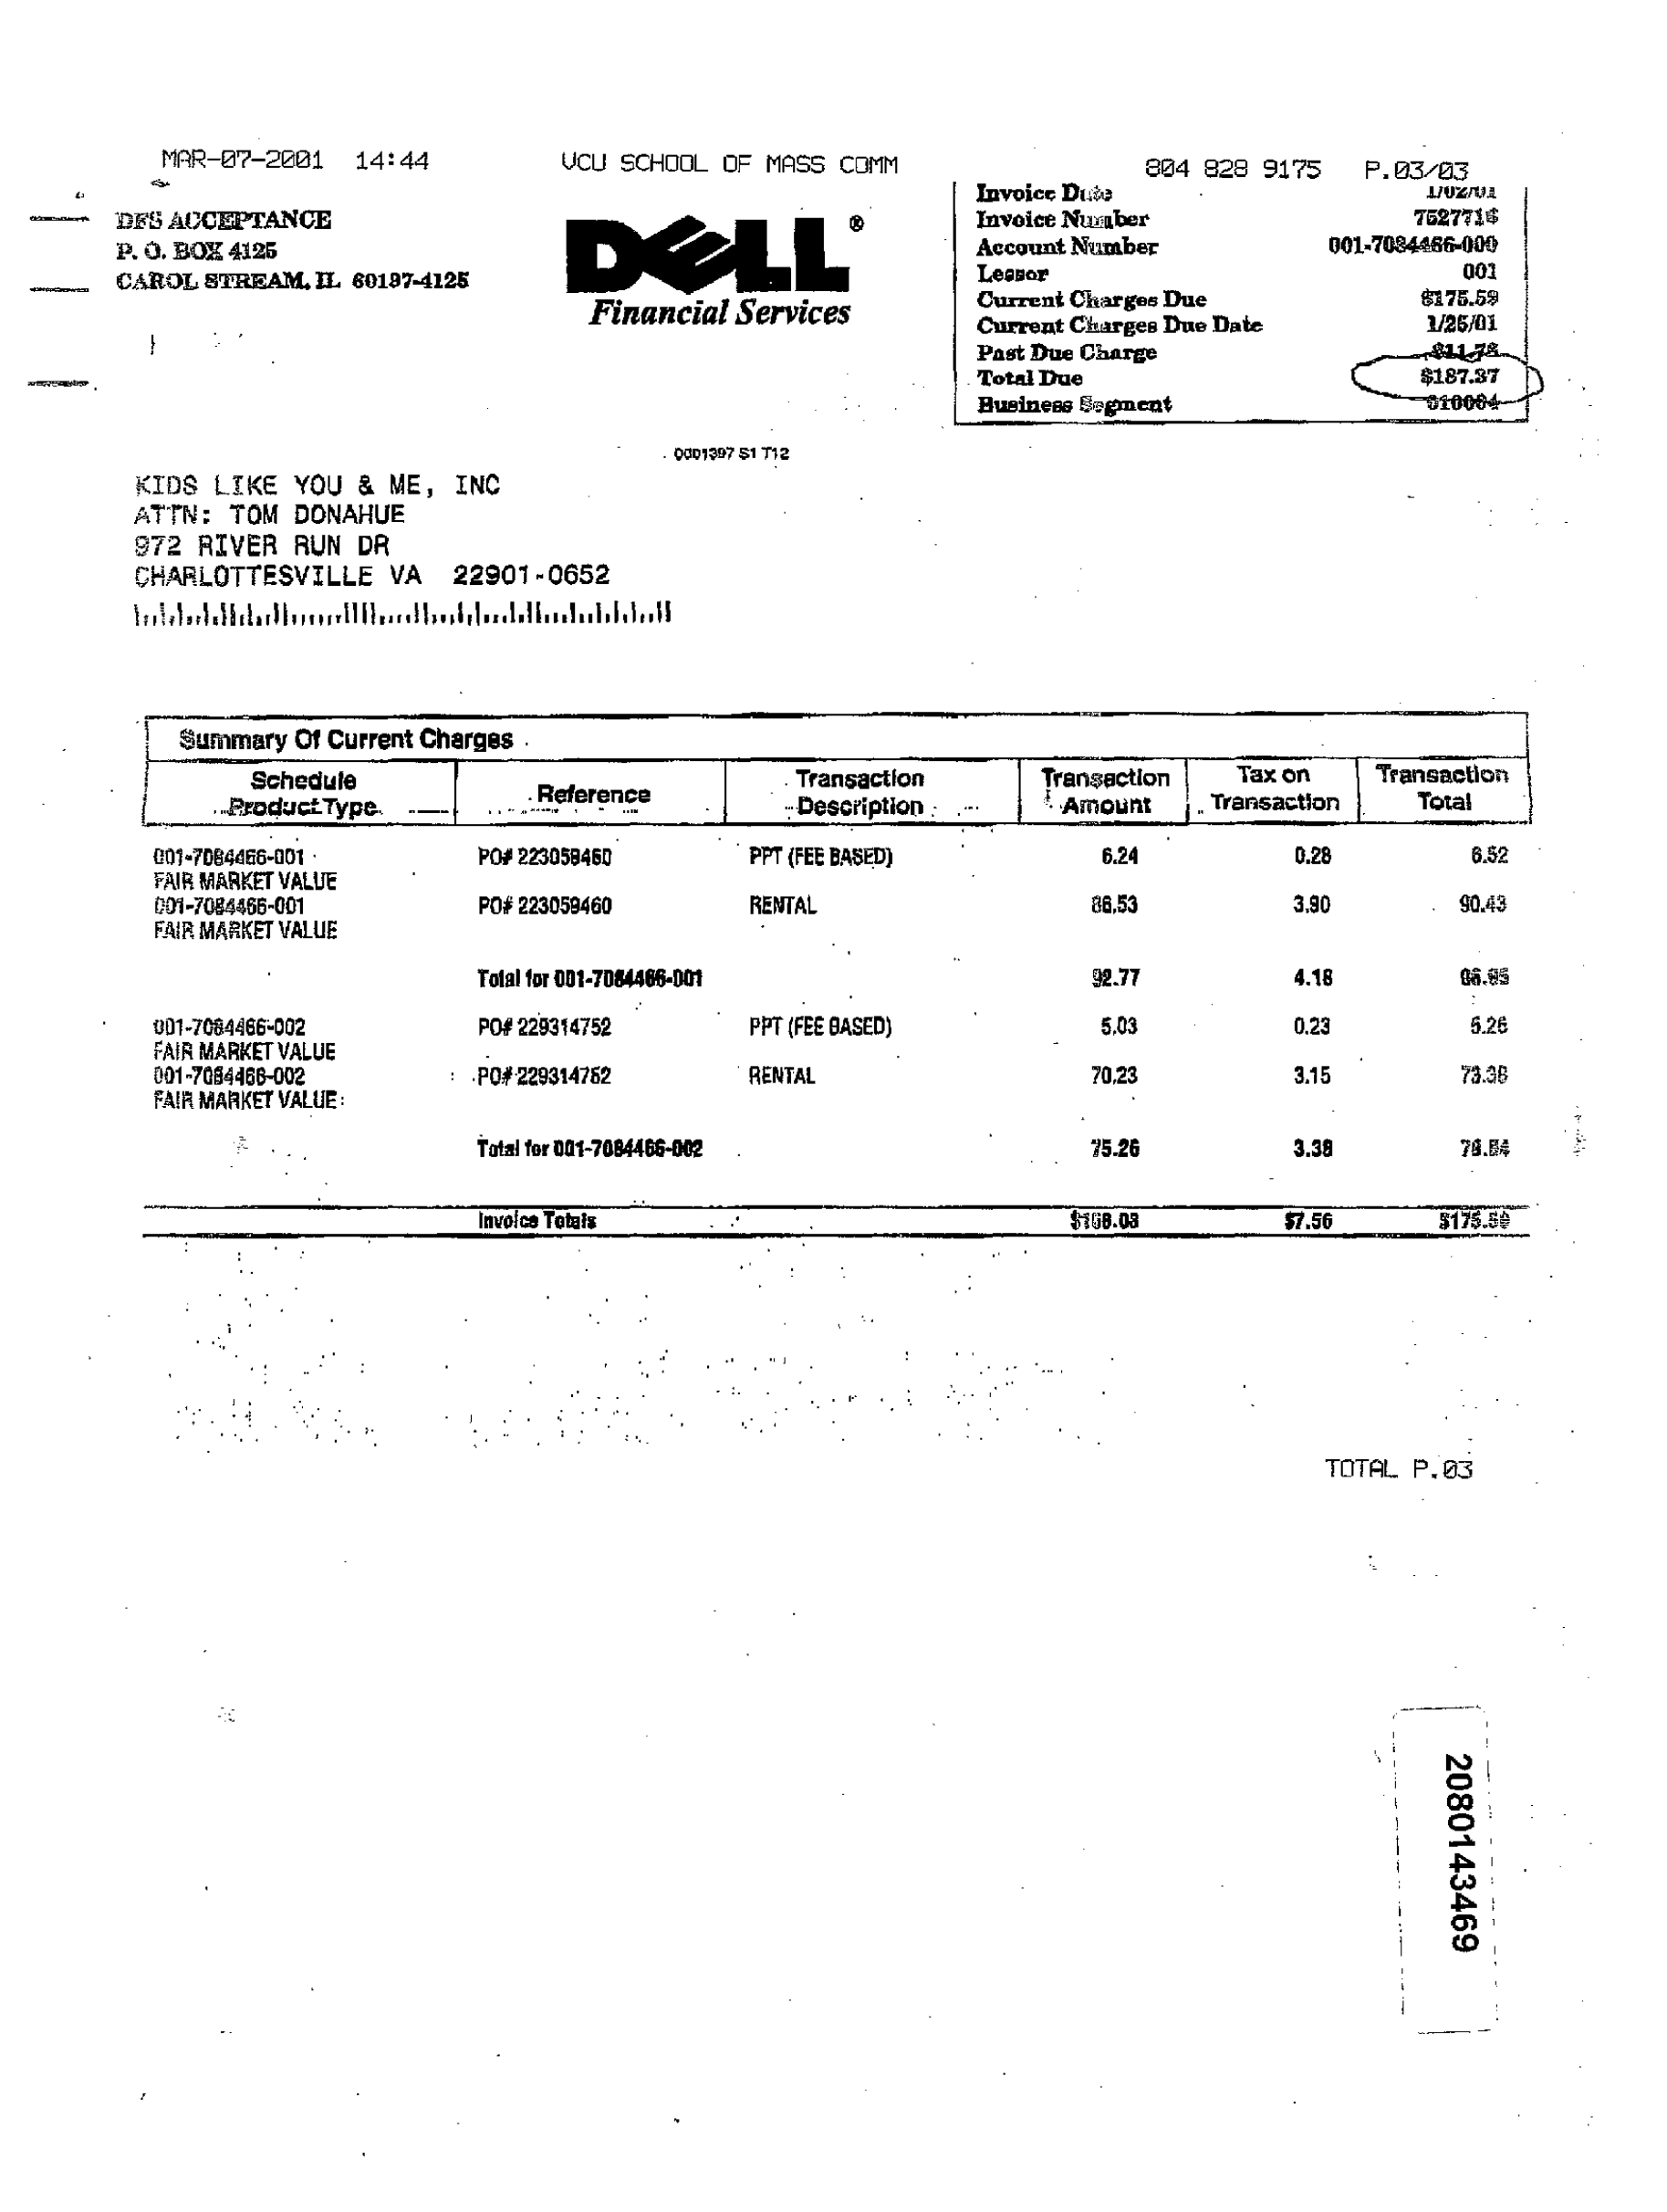 MAR-07-2001 14:44 VCU SCHOOL OF MASS COMM 804 828 9175 P.03/03
DFS ACCEPTANCE
P. O. BOX 4125
CAROL STREAM, IL 60197-4125
DELL®
Financial Services
Invoice Date 1/02/01
Invoice Number
Account Number 001-7084466-000
Lessor 001
Current Charges Due $175.59
Current Charges Due Date 1/26/01
Past Due Charge $11.78
Total Due $187.37
Business Segment
0001397 S1 T12
KIDS LIKE YOU & ME, INC
ATTN: TOM DONAHUE
972 RIVER RUN DR
CHARLOTTESVILLE VA 22901-0652
Summary Of Current Charges
Schedule Product Type Reference Transaction Description Transaction Amount Tax on Transaction Transaction Total
001-7084466-001 PO# 223059460 PPT (FEE BASED) 6.24 0.28 6.52
FAIR MARKET VALUE
001-7084466-001 PO# 223059460 RENTAL 86.53 3.90 90.43
FAIR MARKET VALUE
Total for 001-7084466-001 92.77 4.18 96.95
001-7084466-002 PO# 229314752 PPT (FEE BASED) 5.03 0.23 5.26
FAIR MARKET VALUE
001-7084466-002 PO# 229314752 RENTAL 70.23 3.15 73.38
FAIR MARKET VALUE
Total for 001-7084466-002 75.26 3.38 78.64
Invoice Totals $168.03 $7.56 $175.59
TOTAL P.03
2080143469